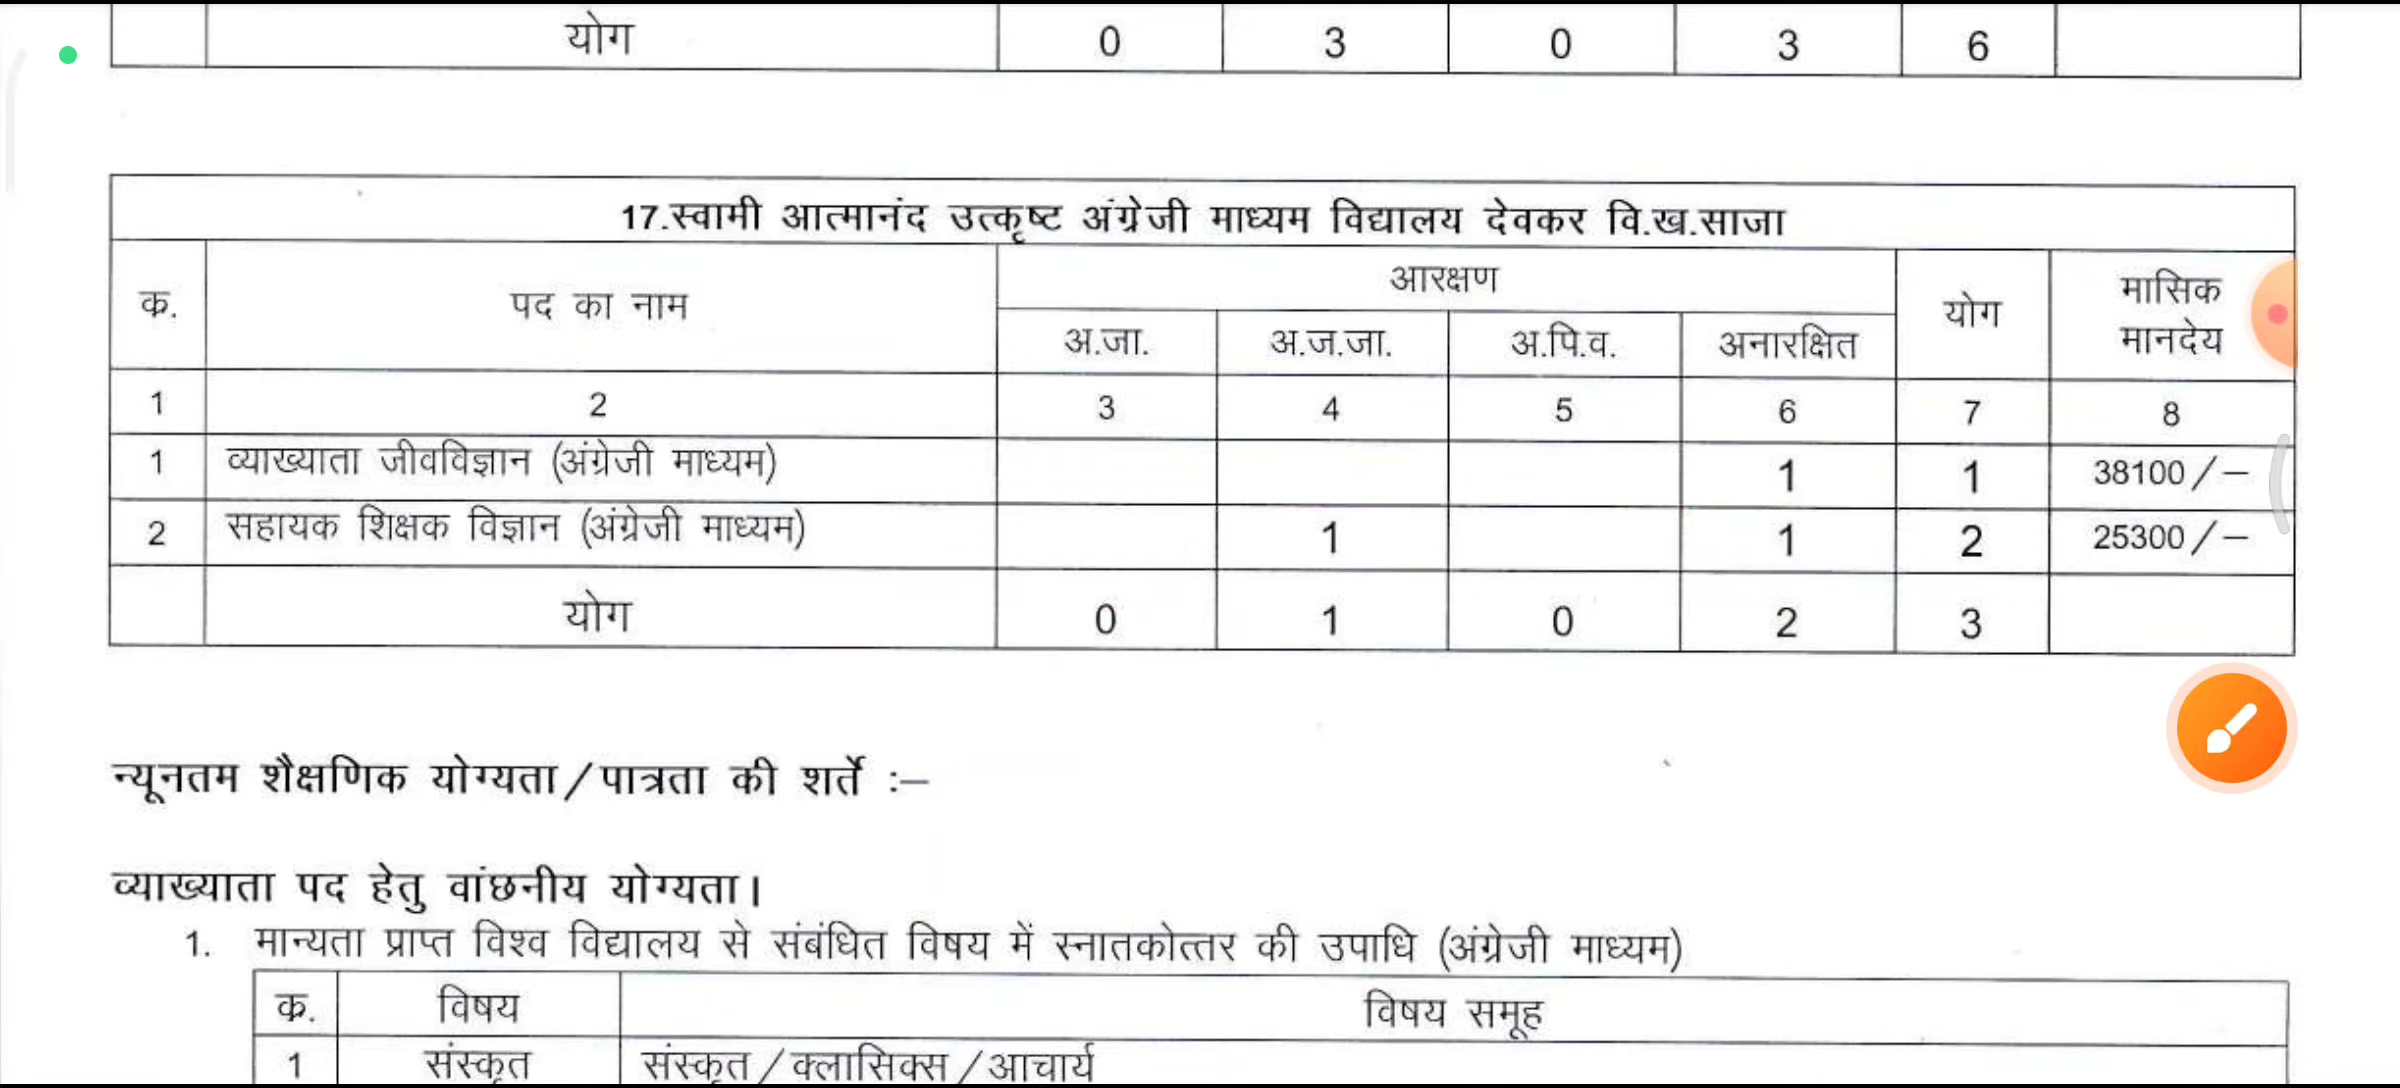 योग 0 3 0 3 6
17.स्वामी आत्मानंद उत्कृष्ट अंग्रेजी माध्यम विद्यालय देवकर वि.ख.साजा
क. पद का नाम आरक्षण योग मासिक मानदेय
अ.जा. अ.ज.जा. अ.पि.व. अनारक्षित
1 2 3 4 5 6 7 8
1 व्याख्याता जीवविज्ञान (अंग्रेजी माध्यम) 1 1 38100/–
2 सहायक शिक्षक विज्ञान (अंग्रेजी माध्यम) 1 1 2 25300/–
योग 0 1 0 2 3
न्यूनतम शैक्षणिक योग्यता/पात्रता की शर्ते :–
व्याख्याता पद हेतु वांछनीय योग्यता।
1. मान्यता प्राप्त विश्व विद्यालय से संबंधित विषय में स्नातकोत्तर की उपाधि (अंग्रेजी माध्यम)
क. विषय विषय समूह
1 संस्कृत संस्कृत/क्लासिक्स/आचार्य